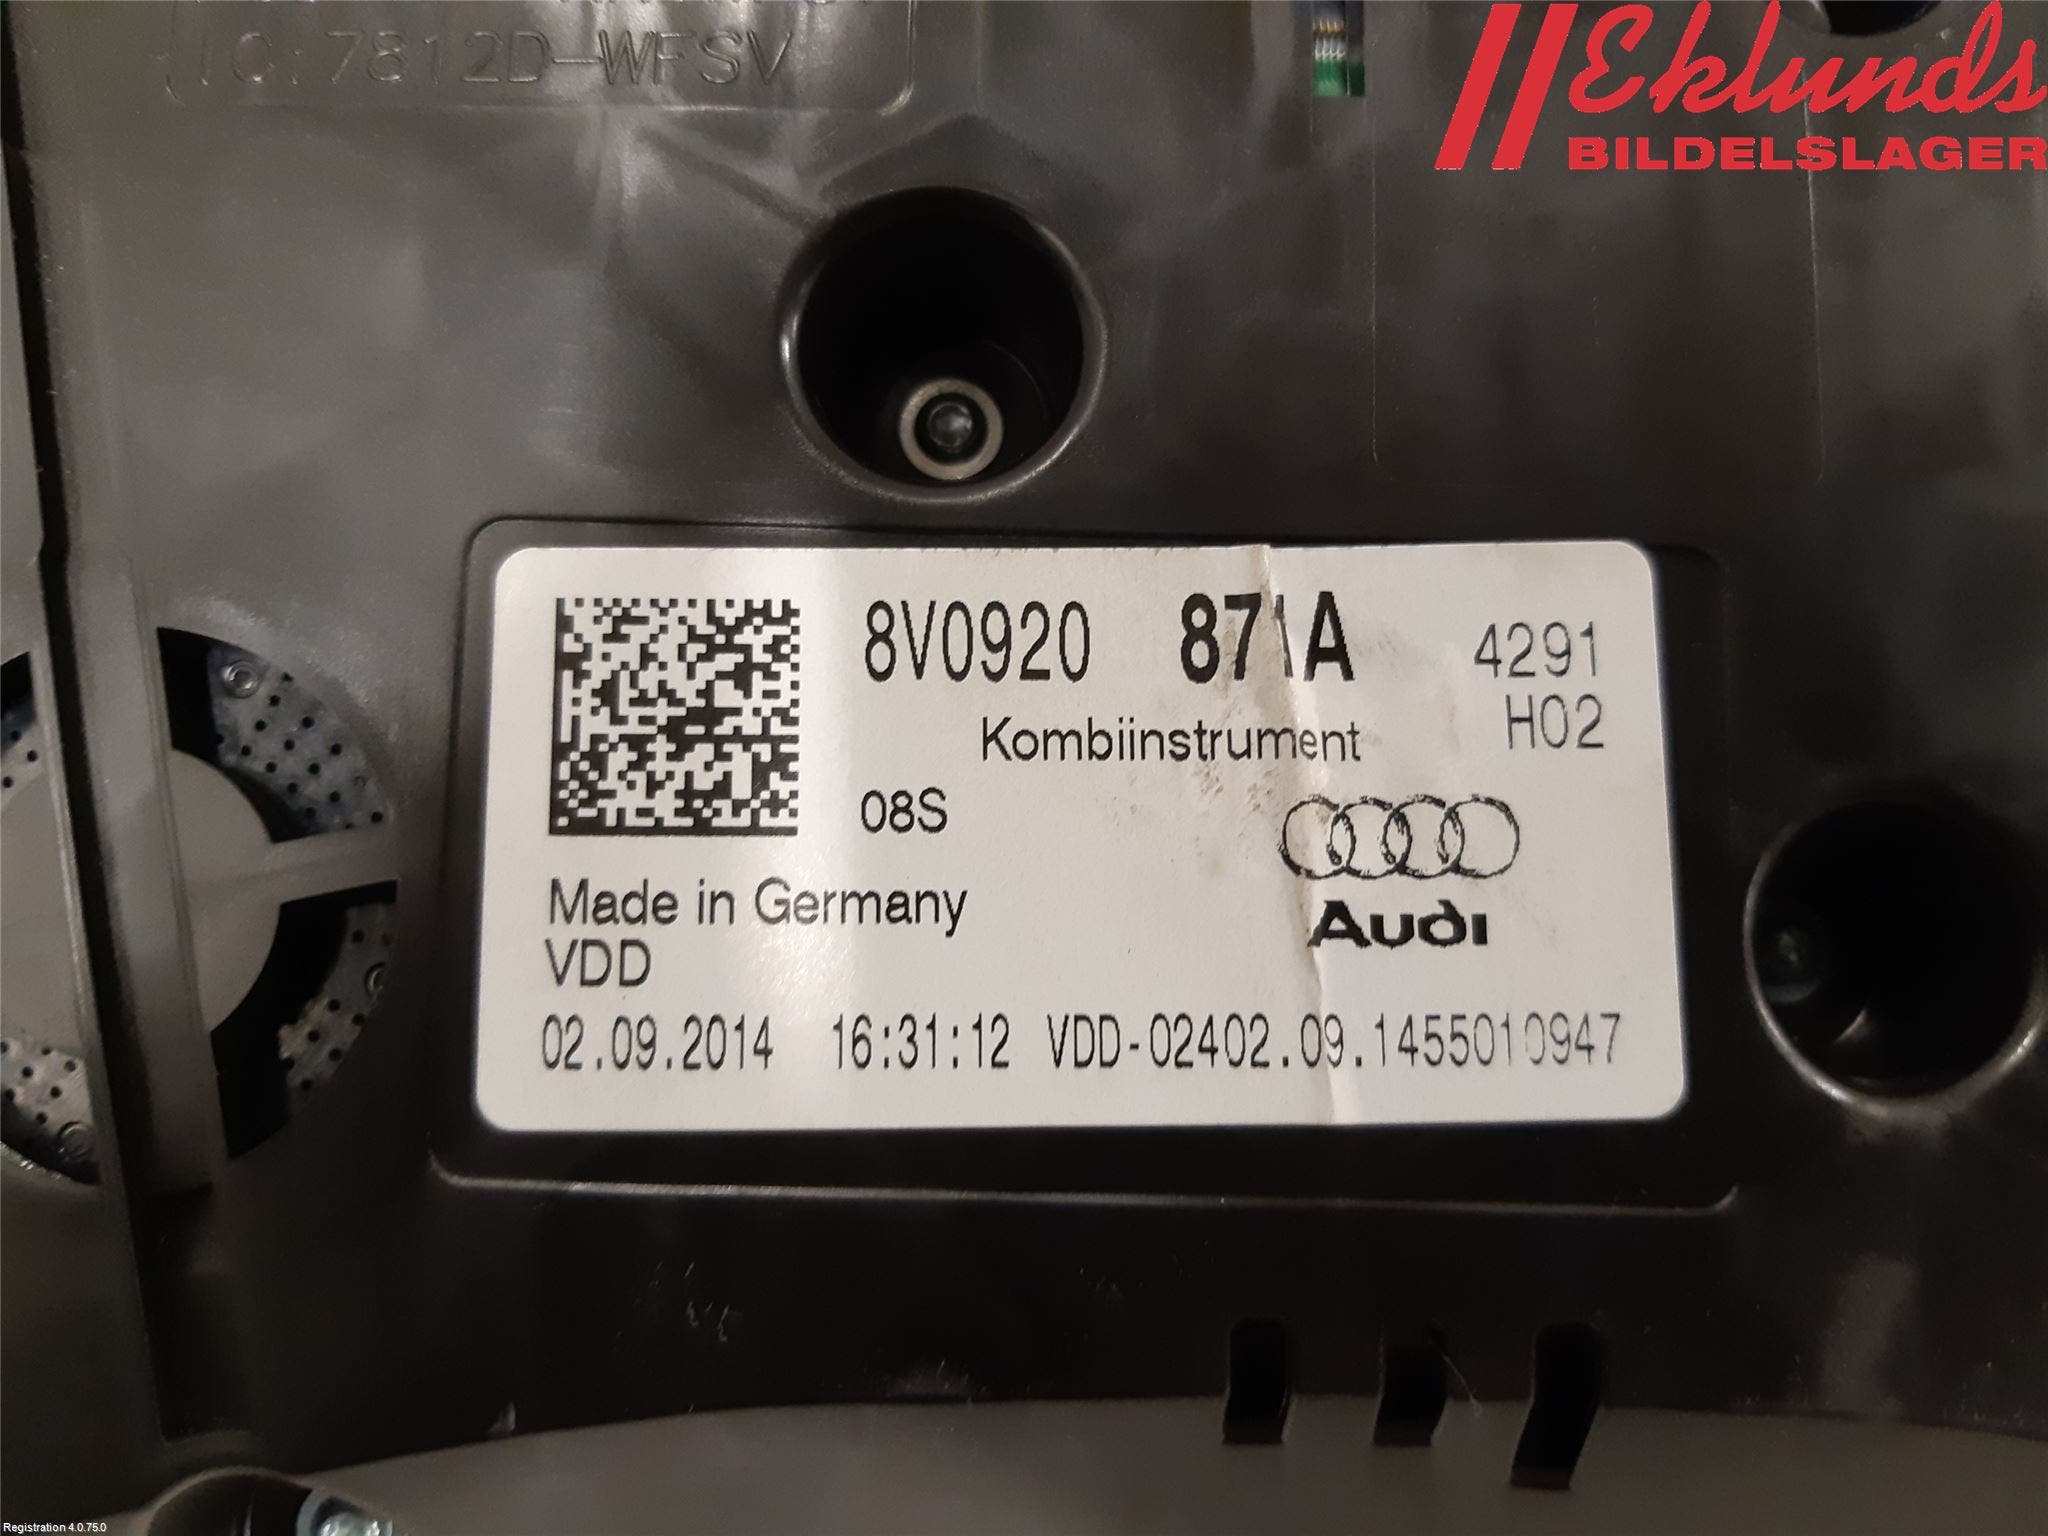 IC:7812D-WFSV
Eklunds
BILDELSLAGER
8V0920 871A 4291
H02
Kombiinstrument
08S
Made in Germany
Audi
VDD
02.09.2014 16:31:12 VDD-02402.09.1455010947
Registration 4.0.75.0